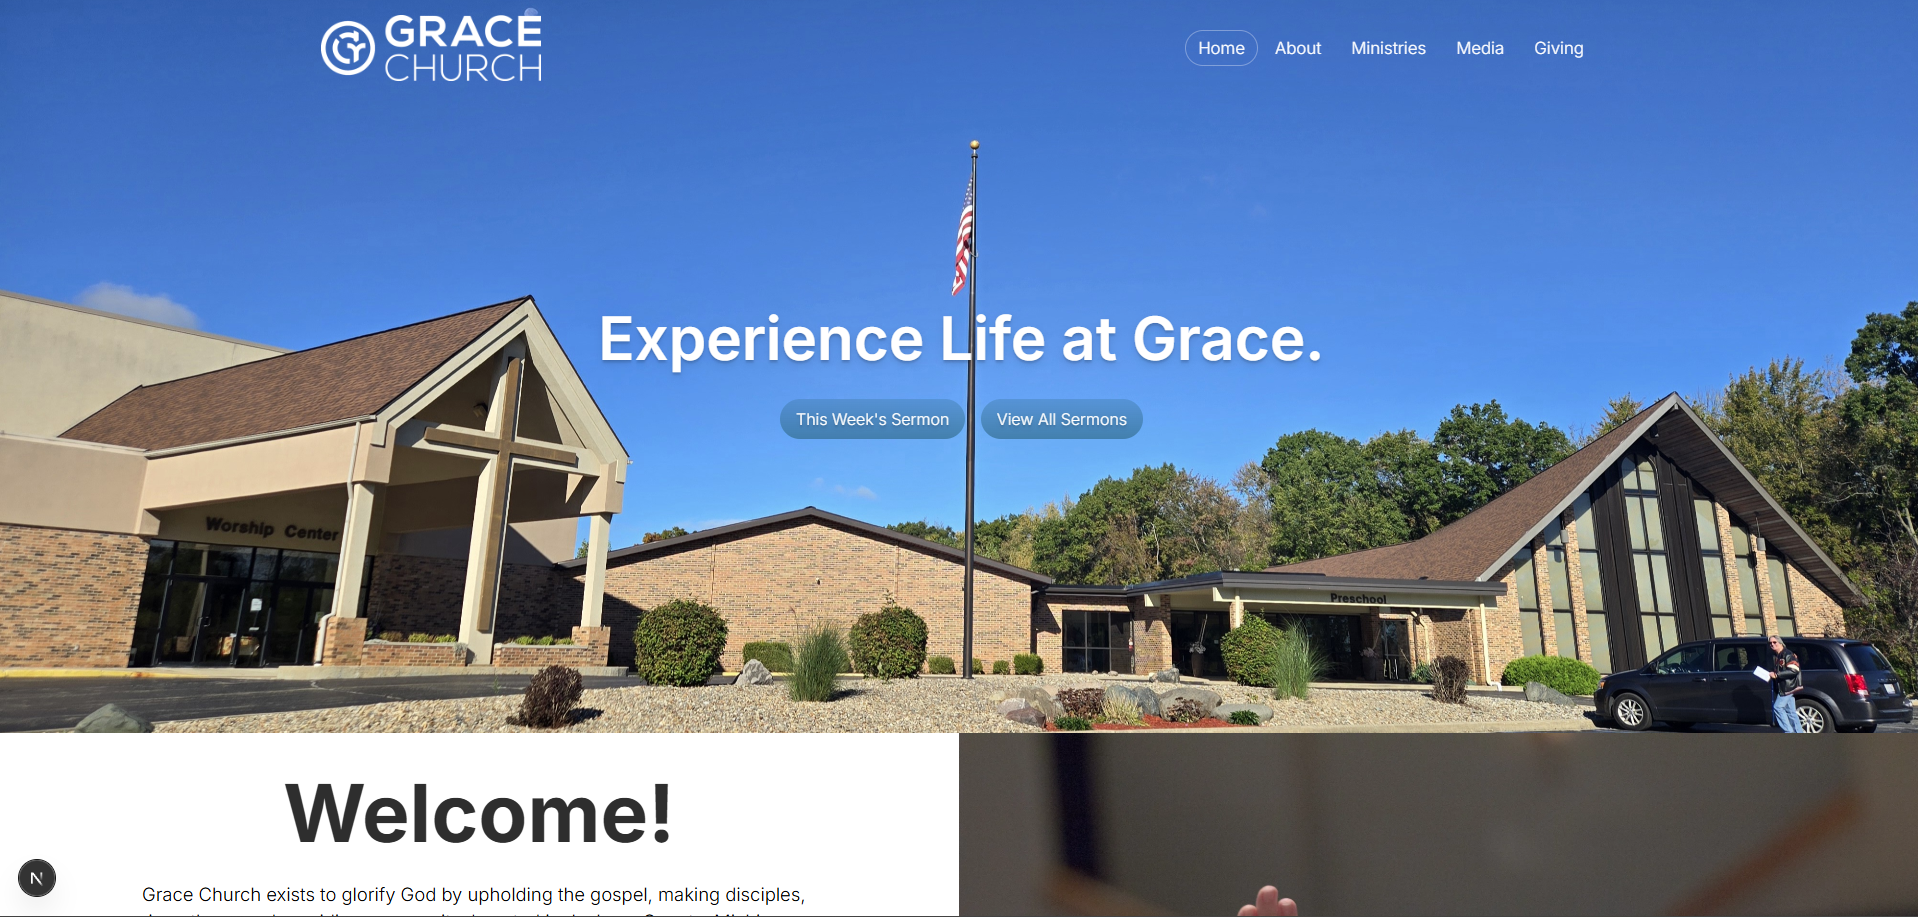 GRACE
CHURCH
Home About Ministries Media Giving
Experience Life at Grace.
This Week's Sermon View All Sermons
Worship Center
Preschool
Welcome!
Grace Church exists to glorify God by upholding the gospel, making disciples,
N